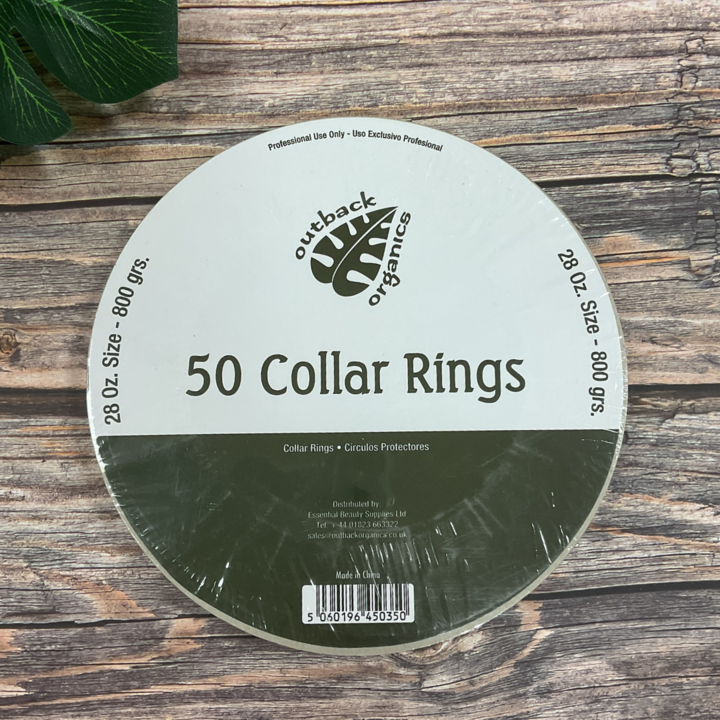 Professional Use Only - Uso Exclusivo Profesional
outback
organics
28 Oz. Size - 800 grs.
28 Oz. Size - 800 grs.
50 Collar Rings
Collar Rings • Circulos Protectores
Distributed by:
Essential Beauty Supplies Ltd
Tel: + 44 01823 663322
sales@outbackorganics.co.uk
Made in China
5 060196 450350